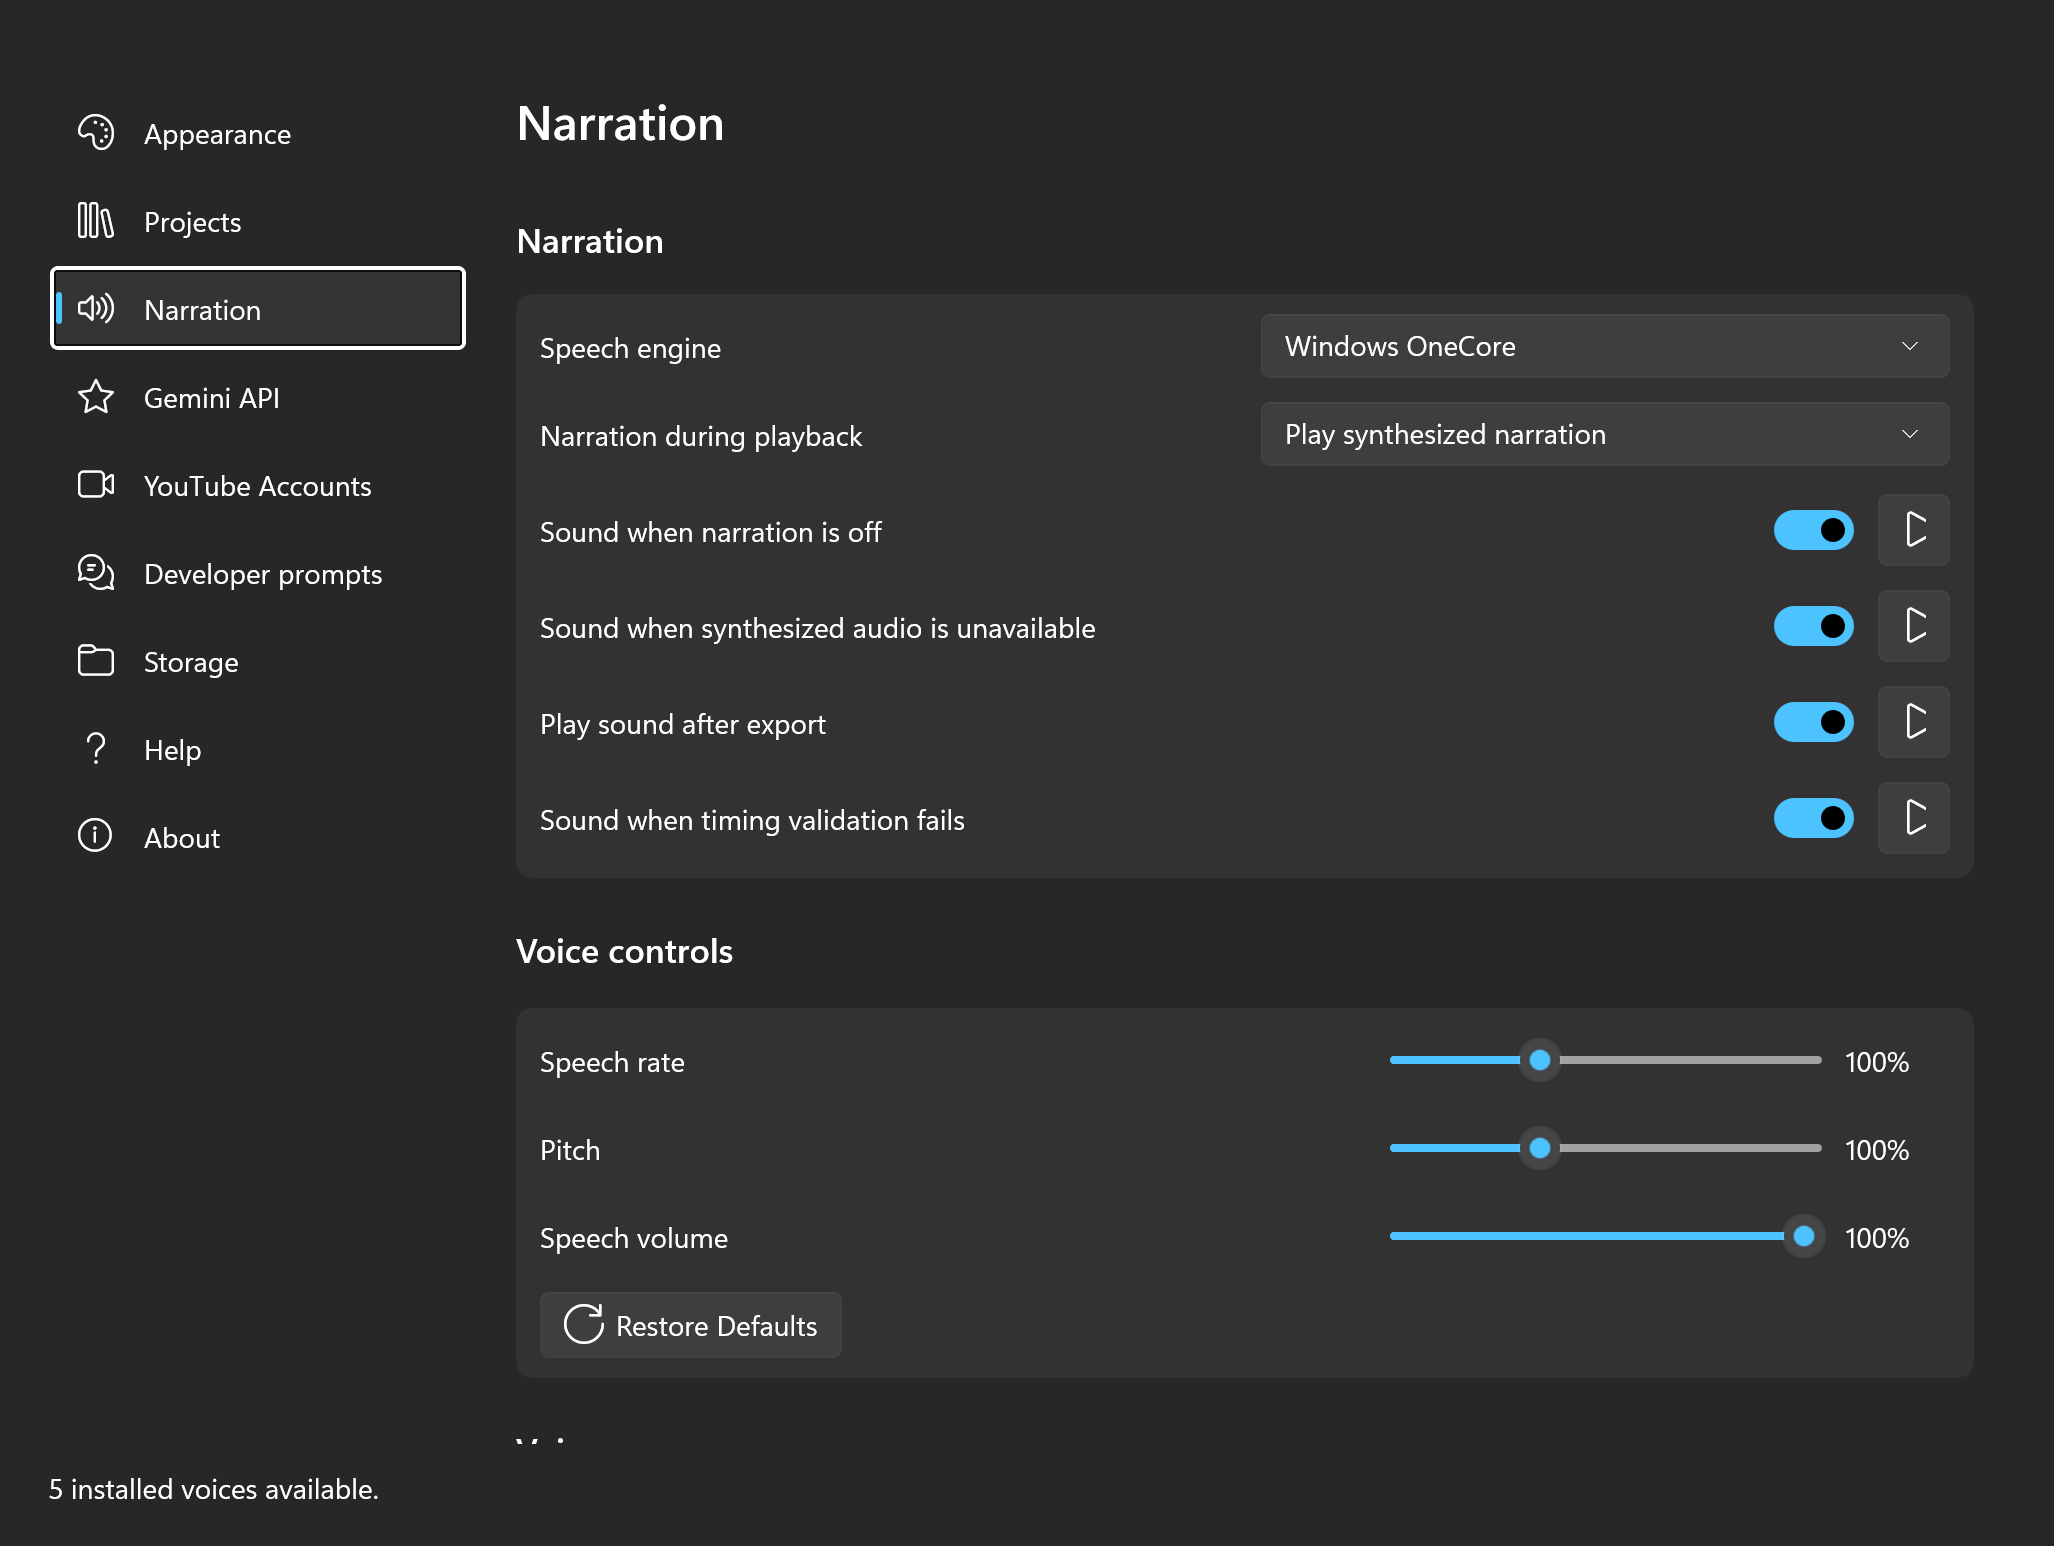 Appearance
Projects
Narration
Gemini API
YouTube Accounts
Developer prompts
Storage
Help
About
Narration
Narration
Speech engine
Windows OneCore
Narration during playback
Play synthesized narration
Sound when narration is off
Sound when synthesized audio is unavailable
Play sound after export
Sound when timing validation fails
Voice controls
Speech rate
100%
Pitch
100%
Speech volume
100%
Restore Defaults
5 installed voices available.